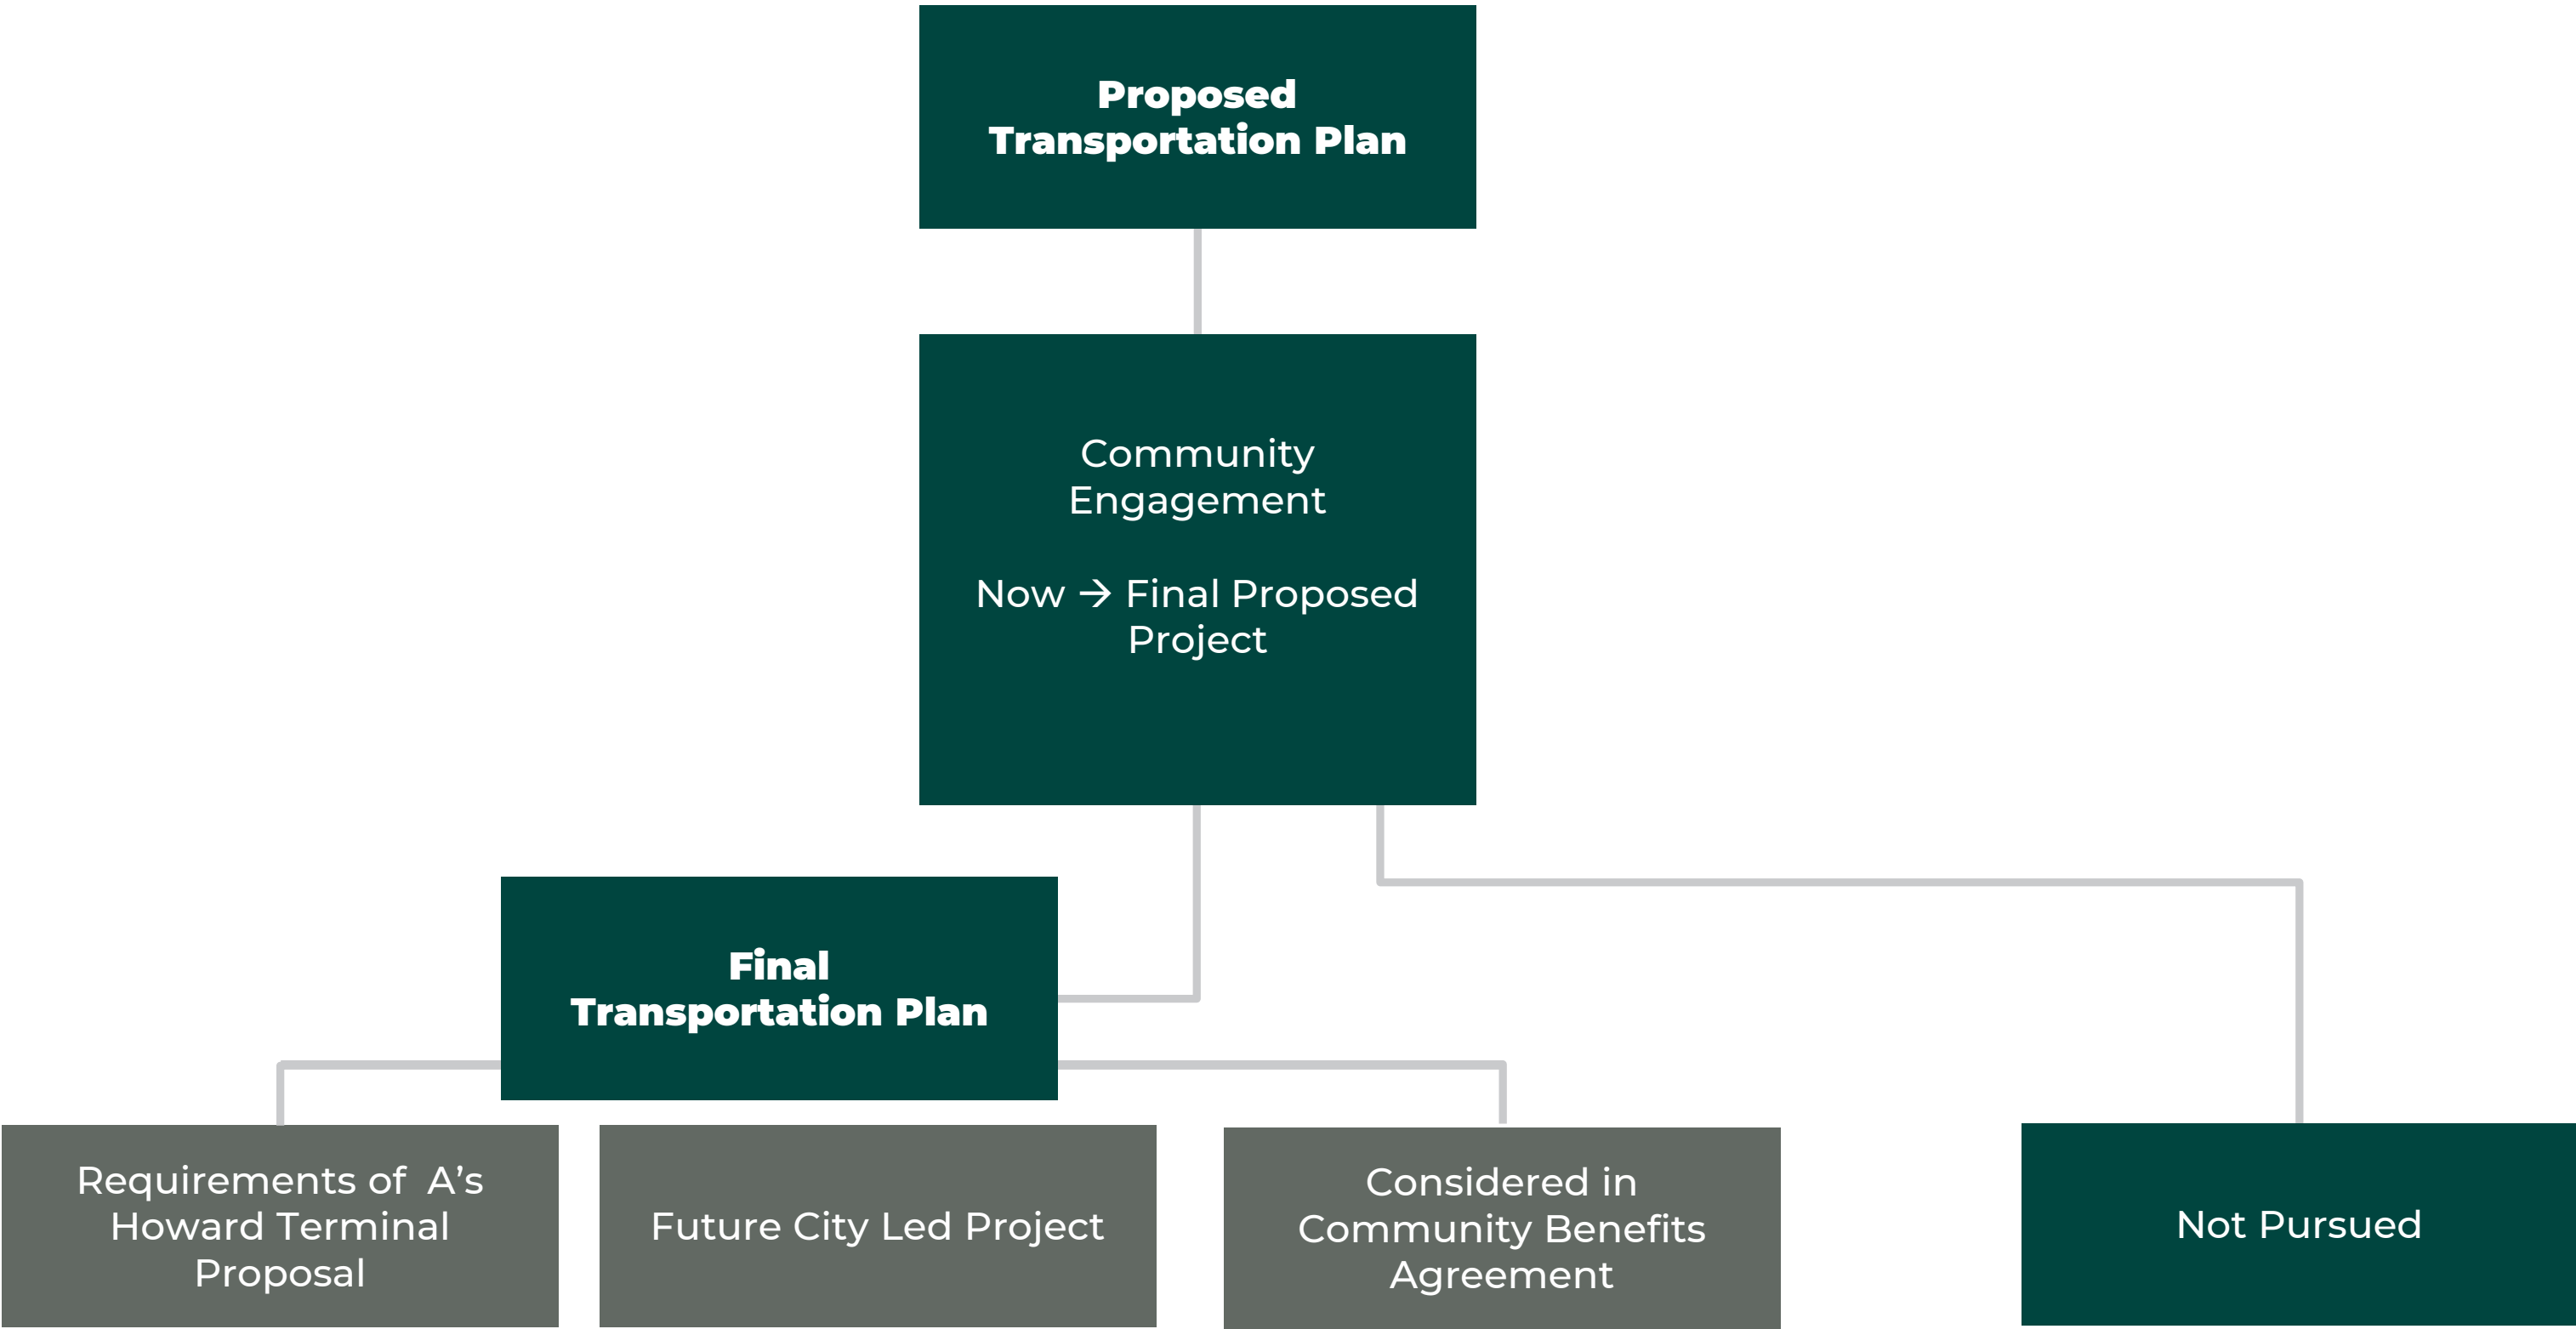 Proposed
Transportation Plan
Community
Engagement
Now → Final Proposed
Project
Final
Transportation Plan
Requirements of  A’s
Howard Terminal
Proposal
Future City Led Project
Considered in
Community Benefits
Agreement
Not Pursued